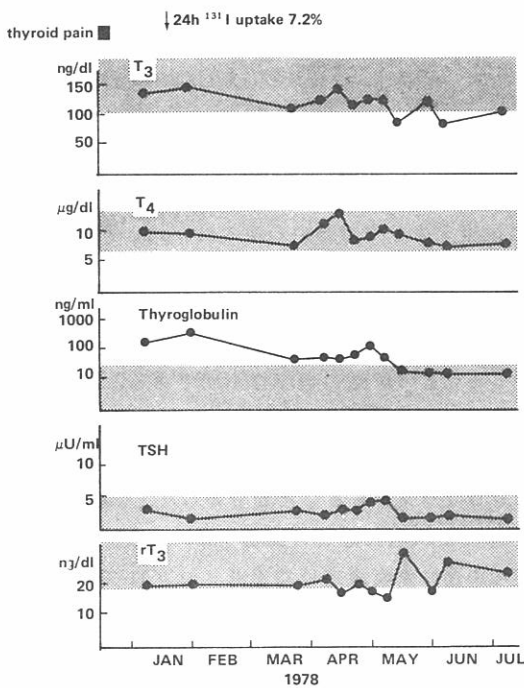 ↓24h ¹³¹I uptake 7.2%
thyroid pain
ng/dl
T₃
150
100
50
µg/dl
T₄
10
5
ng/ml
Thyroglobulin
1000
100
10
µU/ml
TSH
10
5
n3/dl
rT₃
20
10
JAN FEB MAR APR MAY JUN JUL
1978